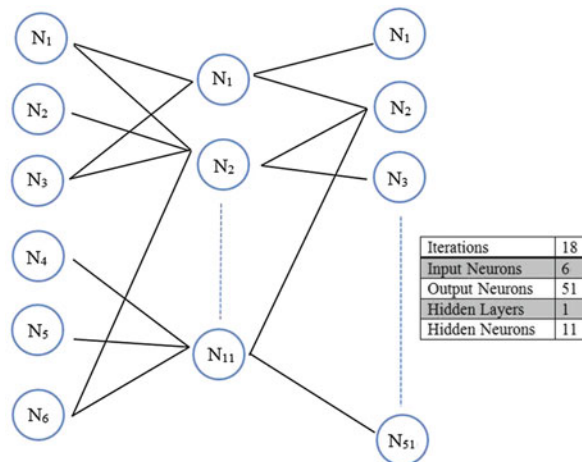 N1
N2
N3
N4
N5
N6
N1
N2
N11
N1
N2
N3
N51
Iterations 18
Input Neurons 6
Output Neurons 51
Hidden Layers 1
Hidden Neurons 11